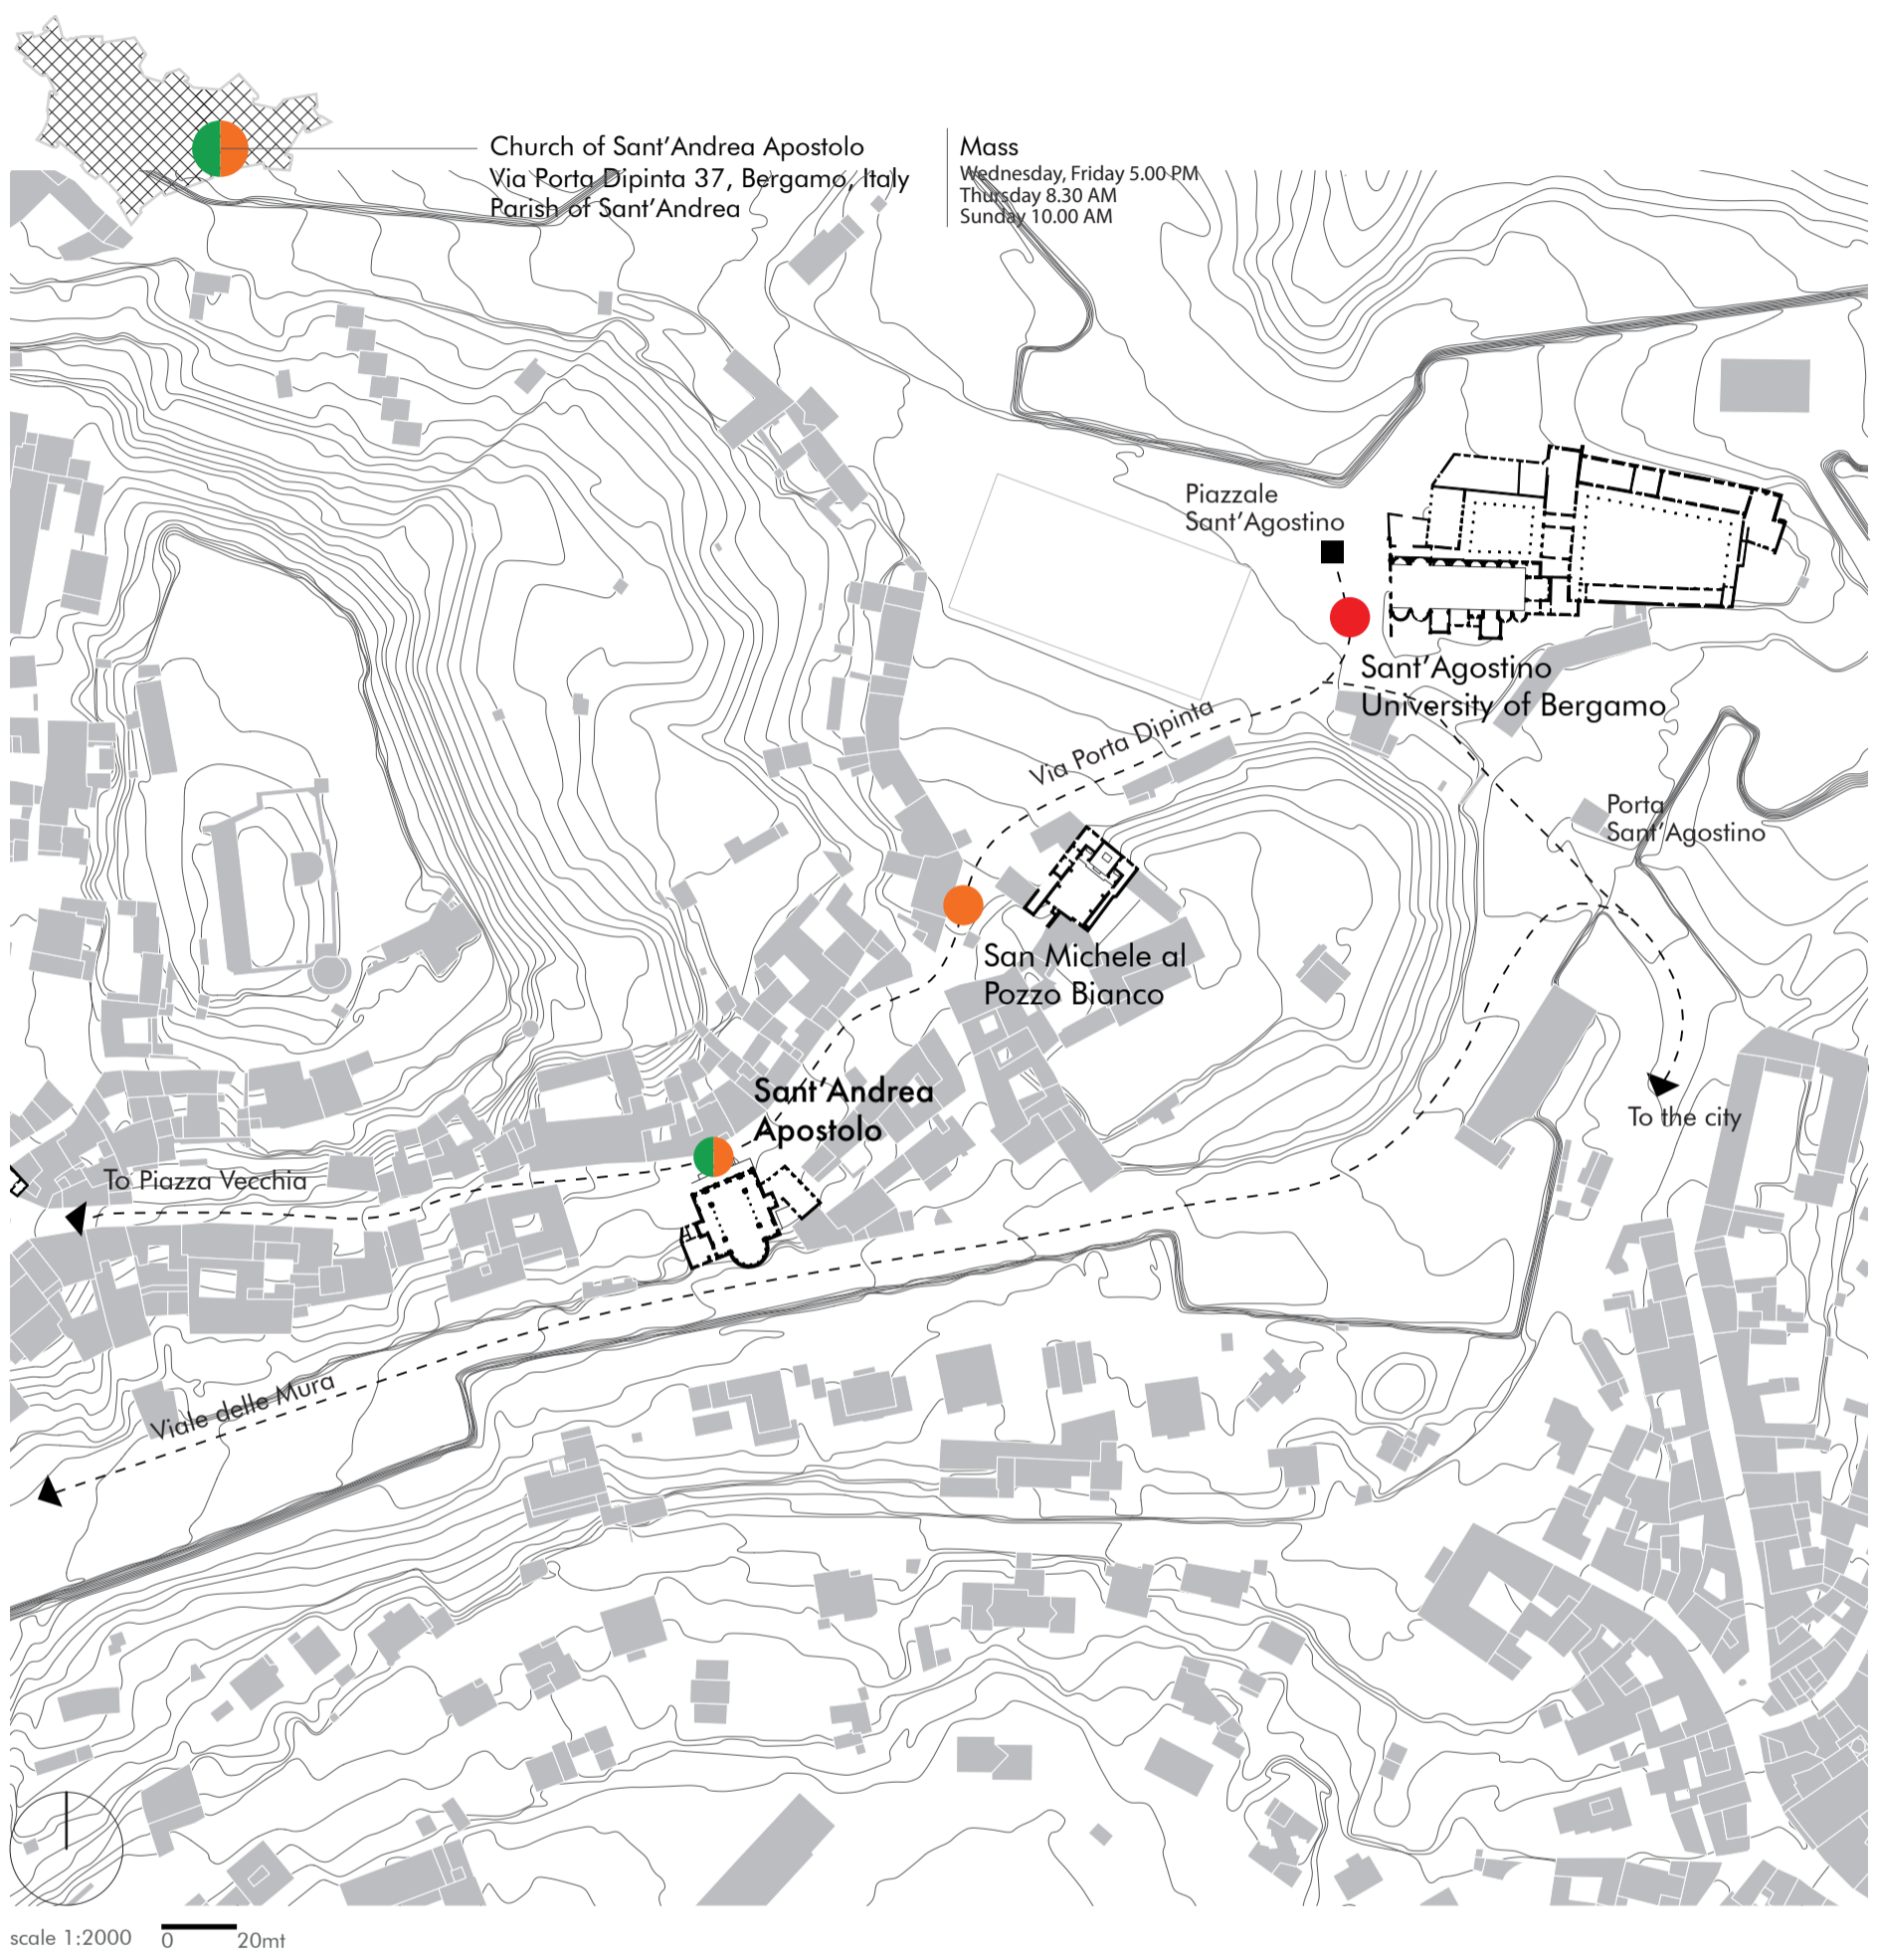 Church of Sant'Andrea Apostolo
Via Porta Dipinta 37, Bergamo, Italy
Parish of Sant'Andrea
Mass
Wednesday, Friday 5.00 PM
Thursday 8.30 AM
Sunday 10.00 AM
Piazzale
Sant'Agostino
Sant'Agostino
University of Bergamo
Via Porta Dipinta
Porta
Sant'Agostino
San Michele al
Pozzo Bianco
Sant'Andrea
Apostolo
To the city
To Piazza Vecchia
Viale delle Mura
scale 1:2000
0 20mt